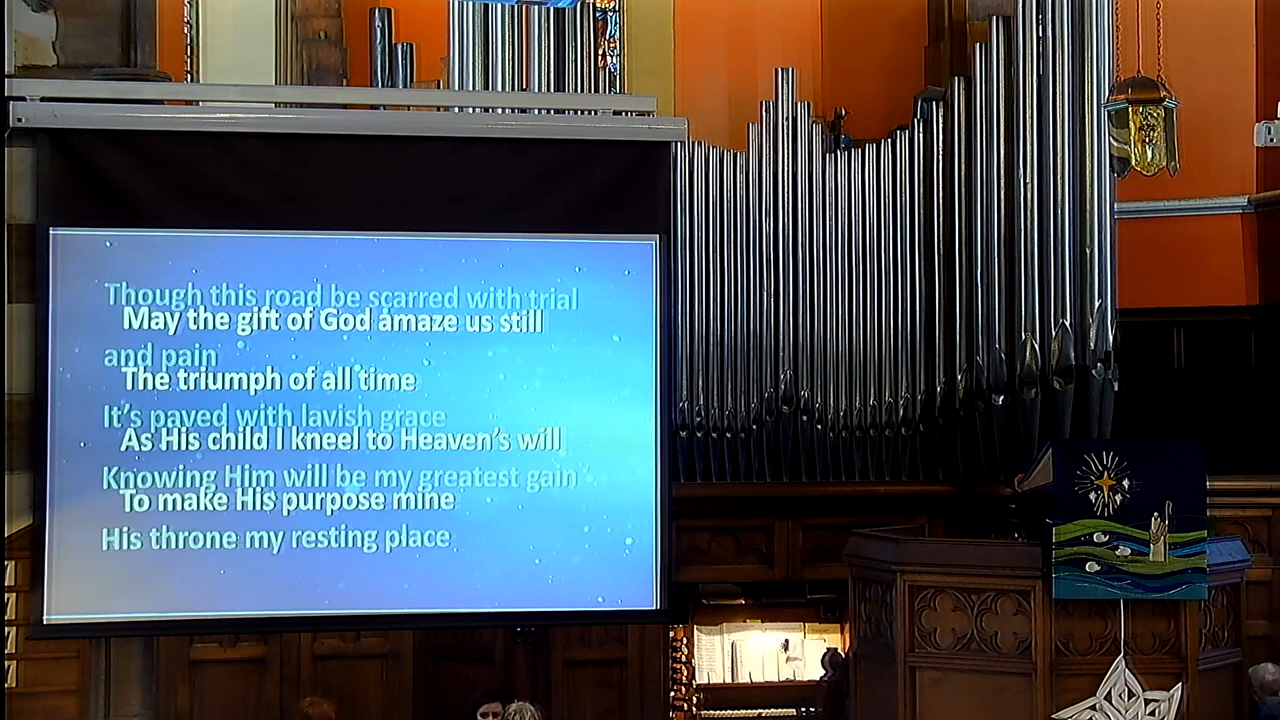 Though this road be scarred with trial
May the gift of God amaze us still
and pain
The triumph of all time
It's paved with lavish grace
As His child I kneel to Heaven's will
Knowing Him will be my greatest gain
To make His purpose mine
His throne my resting place